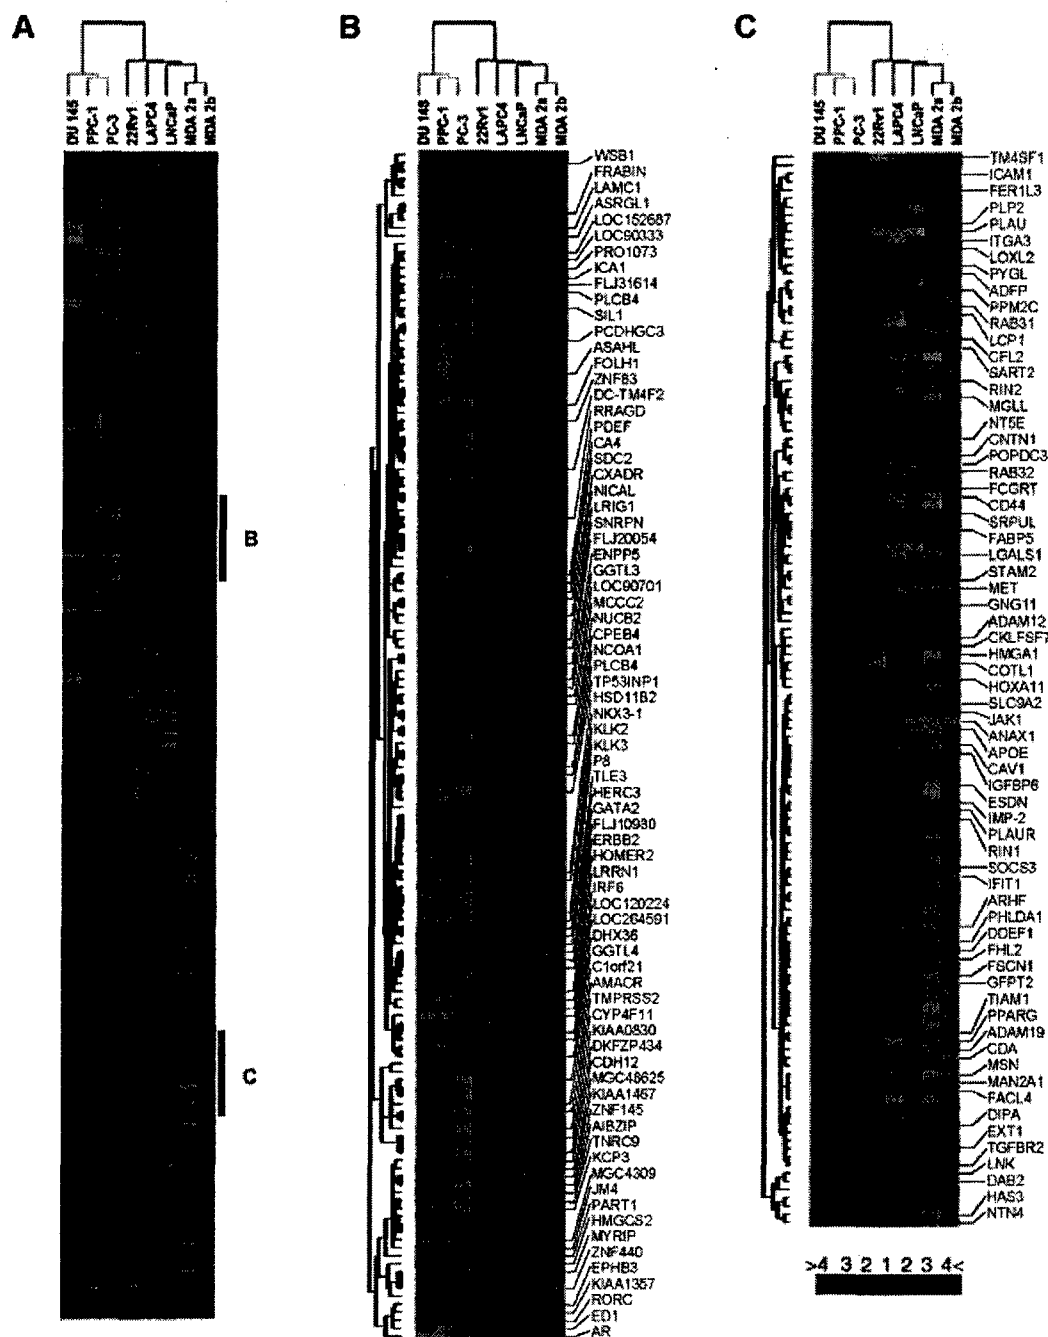 A
DU 145
PPC-1
PC-3
22Rv1
LAPC4
LNCaP
MDA 2a
MDA 2b
B
C
B
DU 145
PPC-1
PC-3
22Rv1
LAPC4
LNCaP
MDA 2a
MDA 2b
WSB1
FRABIN
LAMC1
ASRGL1
LOC152687
LOC90333
PRO1073
ICA1
FLJ31614
PLCB4
SIL1
PCDHGC3
ASAHL
FOLH1
ZNF83
DC-TM4F2
RRAGD
PDEF
CA4
SDC2
CXADR
NICAL
LRIG1
SNRPN
FLJ20054
ENPP5
GGTL3
LOC90701
MCCC2
NUCB2
CPEB4
NCOA1
PLCB4
TP53INP1
HSD11B2
NKX3-1
KLK2
KLK3
P8
TLE3
HERC3
GATA2
FLJ10980
ERBB2
HOMER2
LRRN1
IRF6
LOC120224
LOC264591
DHX36
GGTL4
C1orf21
AMACR
TMPRSS2
CYP4F11
KIAA0830
DKFZP434
CDH12
MGC48625
KIAA1467
ZNF145
AIBZIP
TNRC9
KCP3
MGC4309
JM4
PART1
HMGCS2
MYRIP
ZNF440
EPHB3
KIAA1357
RORC
ED1
AR
C
DU 145
PPC-1
PC-3
22Rv1
LAPC4
LNCaP
MDA 2a
MDA 2b
TM4SF1
ICAM1
FER1L3
PLP2
PLAU
ITGA3
LOXL2
PYGL
ADFP
PPM2C
RAB31
LCP1
CFL2
SART2
RIN2
MGLL
NT5E
CNTN1
POPDC3
RAB32
FCGRT
CD44
SRPUL
FABP5
LGALS1
STAM2
MET
GNG11
ADAM12
CKLFSF7
HMGA1
COTL1
HOXA11
SLC9A2
JAK1
ANAX1
APOE
CAV1
IGFBP6
ESDN
IMP-2
PLAUR
RIN1
SOCS3
IFIT1
ARHF
PHLDA1
DDEF1
FHL2
FSCN1
GFPT2
TIAM1
PPARG
ADAM19
CDA
MSN
MAN2A1
FACL4
DIPA
EXT1
TGFBR2
LNK
DAB2
HAS3
NTN4
>4 3 2 1 2 3 4<